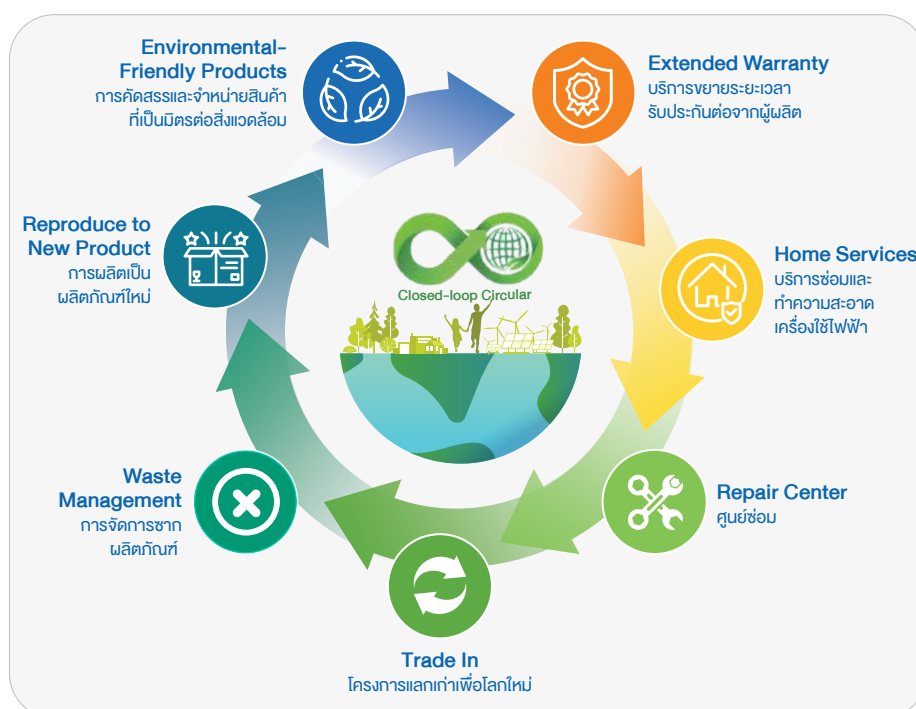 Environmental-
Friendly Products
การคัดสรรและจำหน่ายสินค้า
ที่เป็นมิตรต่อสิ่งแวดล้อม
Extended Warranty
บริการขยายระยะเวลา
รับประกันต่อจากผู้ผลิต
Home Services
บริการซ่อมและ
ทำความสะอาด
เครื่องใช้ไฟฟ้า
Repair Center
ศูนย์ซ่อม
Trade In
โครงการแลกเก่าเพื่อโลกใหม่
Waste
Management
การจัดการซาก
ผลิตภัณฑ์
Reproduce to
New Product
การผลิตเป็น
ผลิตภัณฑ์ใหม่
Closed-loop Circular